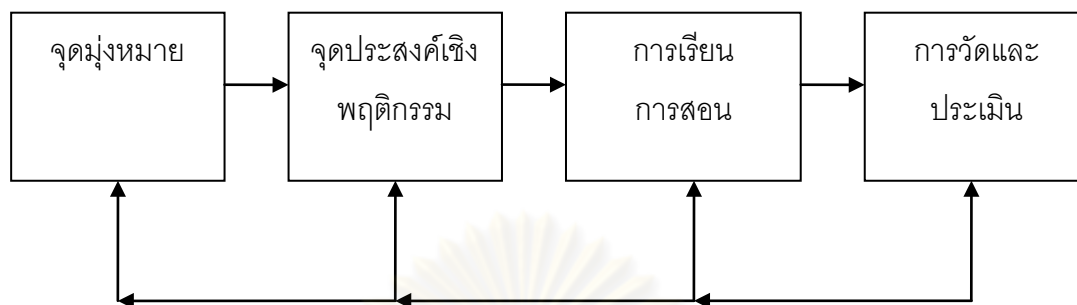 จุดมุ่งหมาย
จุดประสงค์เชิง
พฤติกรรม
การเรียน
การสอน
การวัดและ
ประเมิน